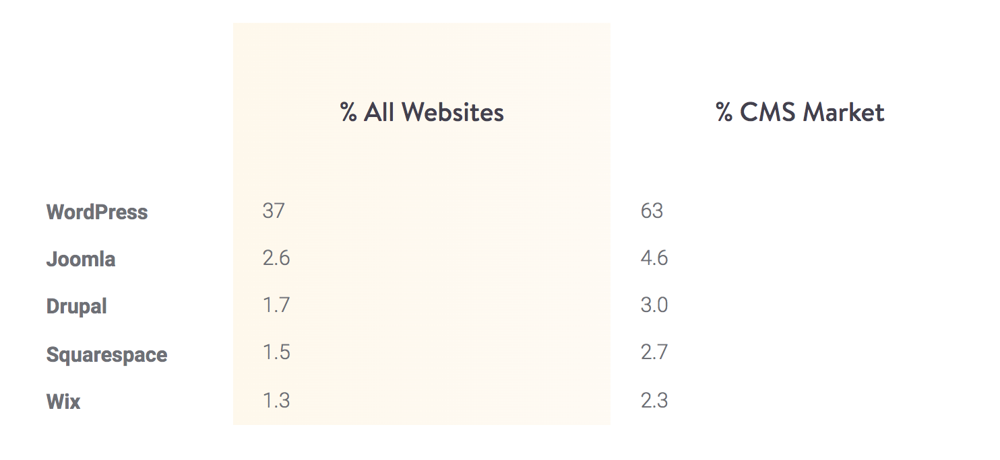 % All Websites % CMS Market
WordPress 37 63
Joomla 2.6 4.6
Drupal 1.7 3.0
Squarespace 1.5 2.7
Wix 1.3 2.3